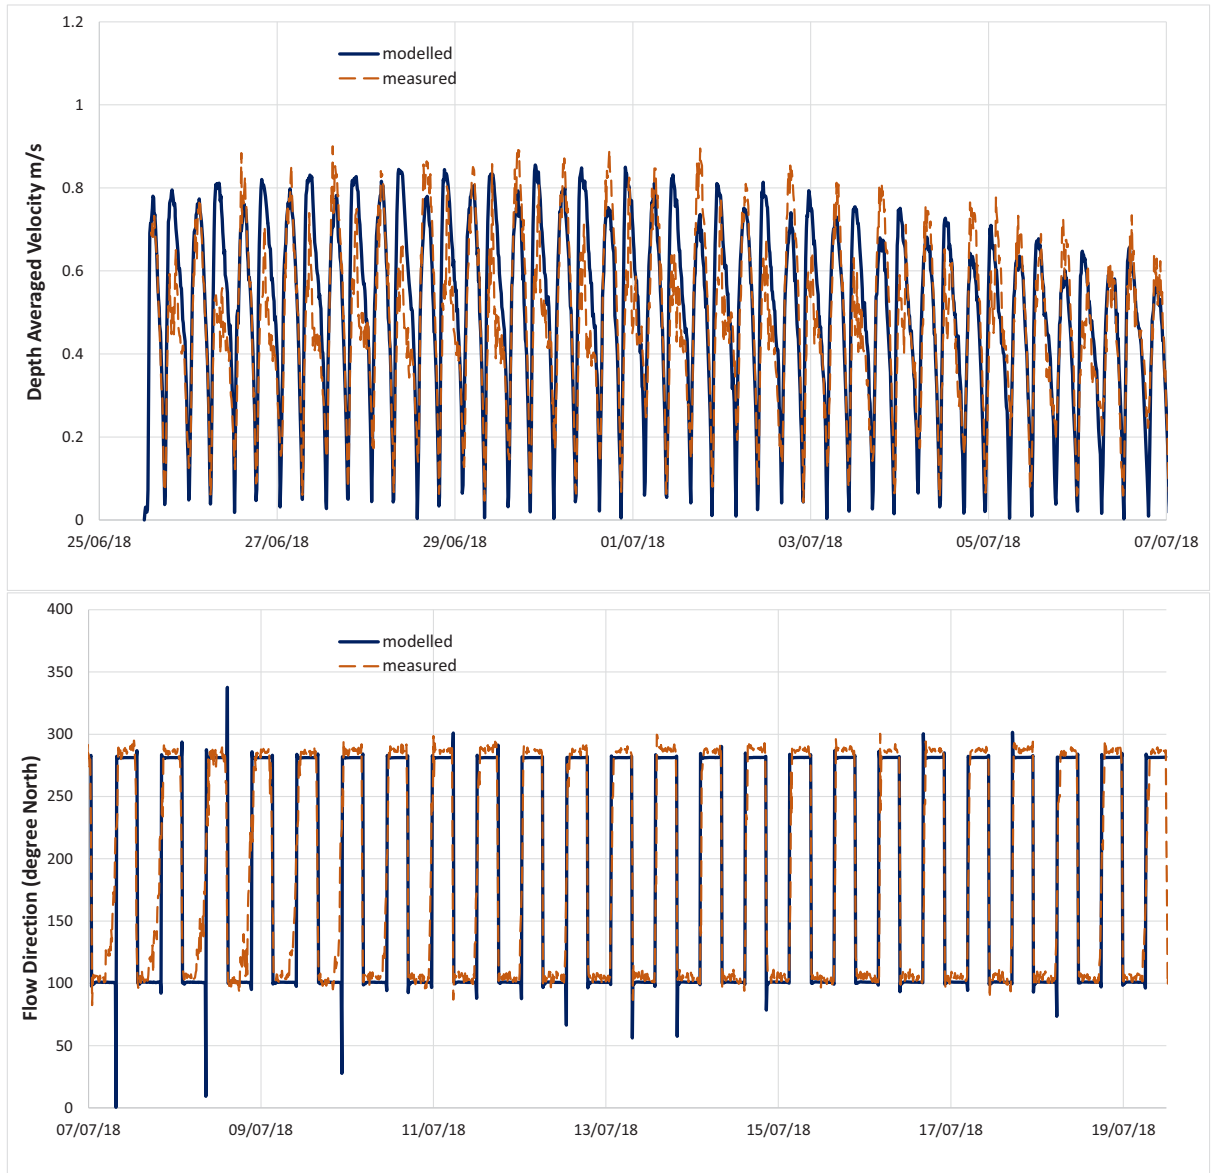 1.2
modelled
measured
1
0.8
0.6
0.4
0.2
0
Depth Averaged Velocity m/s
25/06/18 27/06/18 29/06/18 01/07/18 03/07/18 05/07/18 07/07/18
400
modelled
measured
350
300
250
200
150
100
50
0
Flow Direction (degree North)
07/07/18 09/07/18 11/07/18 13/07/18 15/07/18 17/07/18 19/07/18